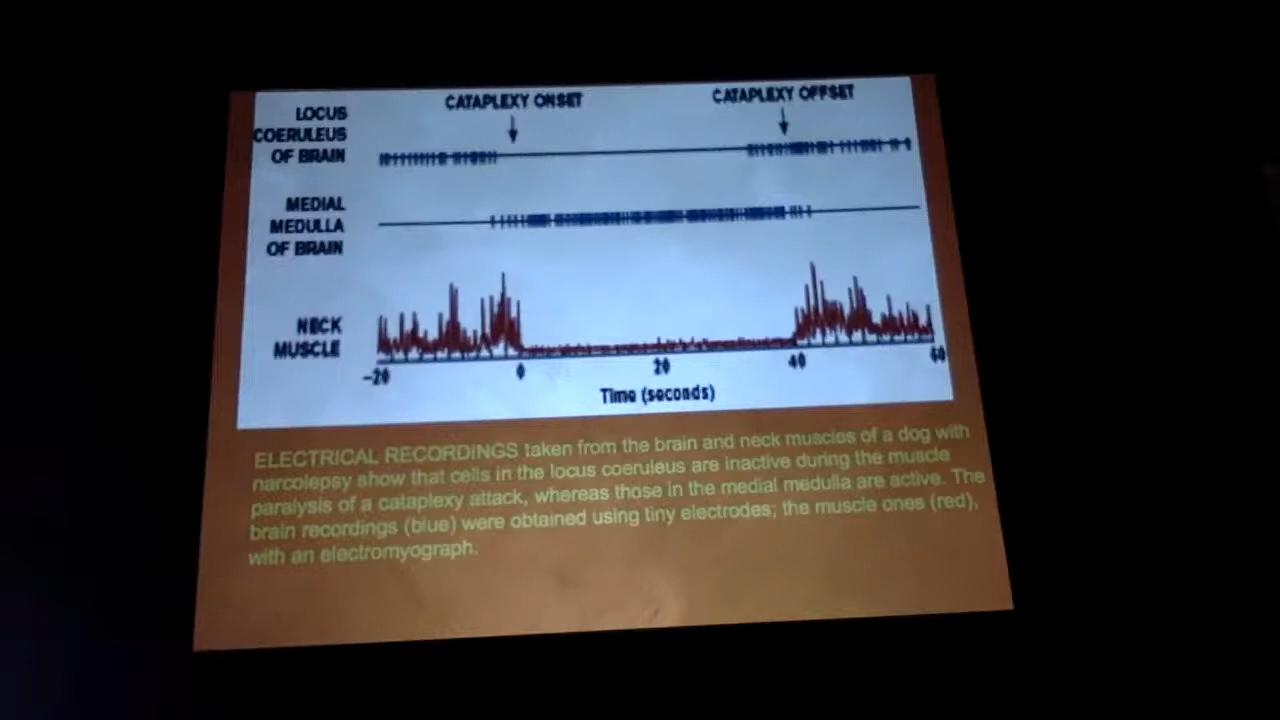 LOCUS
COERULEUS
OF BRAIN
CATAPLEXY ONSET
CATAPLEXY OFFSET
MEDIAL
MEDULLA
OF BRAIN
NECK
MUSCLE
-20
0
20
40
60
Time (seconds)
ELECTRICAL RECORDINGS taken from the brain and neck muscles of a dog with
narcolepsy show that cells in the locus coeruleus are inactive during the muscle
paralysis of a cataplexy attack, whereas those in the medial medulla are active. The
brain recordings (blue) were obtained using tiny electrodes; the muscle ones (red),
with an electromyograph.